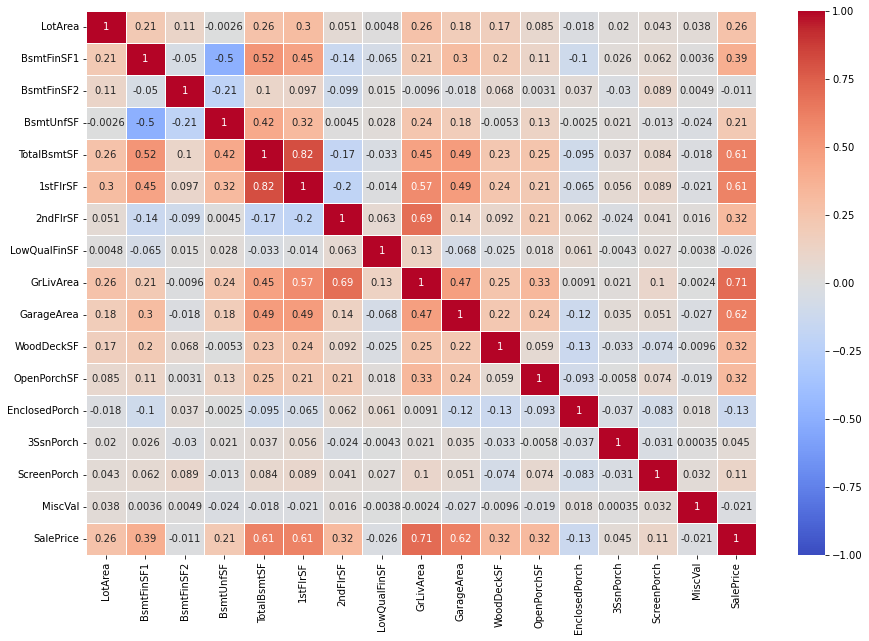 LotArea 1 0.21 0.11 -0.0026 0.26 0.3 0.051 0.0048 0.26 0.18 0.17 0.085 -0.018 0.02 0.043 0.038 0.26
BsmtFinSF1 0.21 1 -0.05 -0.5 0.52 0.45 -0.14 -0.065 0.21 0.3 0.2 0.11 -0.1 0.026 0.062 0.0036 0.39
BsmtFinSF2 0.11 -0.05 1 -0.21 0.1 0.097 -0.099 0.015 -0.0096 -0.018 0.068 0.0031 0.037 -0.03 0.089 0.0049 -0.011
BsmtUnfSF -0.0026 -0.5 -0.21 1 0.42 0.32 0.0045 0.028 0.24 0.18 -0.0053 0.13 -0.0025 0.021 -0.013 -0.024 0.21
TotalBsmtSF 0.26 0.52 0.1 0.42 1 0.82 -0.17 -0.033 0.45 0.49 0.23 0.25 -0.095 0.037 0.084 -0.018 0.61
1stFlrSF 0.3 0.45 0.097 0.32 0.82 1 -0.2 -0.014 0.57 0.49 0.24 0.21 -0.065 0.056 0.089 -0.021 0.61
2ndFlrSF 0.051 -0.14 -0.099 0.0045 -0.17 -0.2 1 0.063 0.69 0.14 0.092 0.21 0.062 -0.024 0.041 0.016 0.32
LowQualFinSF 0.0048 -0.065 0.015 0.028 -0.033 -0.014 0.063 1 0.13 -0.068 -0.025 0.018 0.061 -0.0043 0.027 -0.0038 -0.026
GrLivArea 0.26 0.21 -0.0096 0.24 0.45 0.57 0.69 0.13 1 0.47 0.25 0.33 0.0091 0.021 0.1 -0.0024 0.71
GarageArea 0.18 0.3 -0.018 0.18 0.49 0.49 0.14 -0.068 0.47 1 0.22 0.24 -0.12 0.035 0.051 -0.027 0.62
WoodDeckSF 0.17 0.2 0.068 -0.0053 0.23 0.24 0.092 -0.025 0.25 0.22 1 0.059 -0.13 -0.033 -0.074 -0.0096 0.32
OpenPorchSF 0.085 0.11 0.0031 0.13 0.25 0.21 0.21 0.018 0.33 0.24 0.059 1 -0.093 -0.0058 0.074 -0.019 0.32
EnclosedPorch -0.018 -0.1 0.037 -0.0025 -0.095 -0.065 0.062 0.061 0.0091 -0.12 -0.13 -0.093 1 -0.037 -0.083 0.018 -0.13
3SsnPorch 0.02 0.026 -0.03 0.021 0.037 0.056 -0.024 -0.0043 0.021 0.035 -0.033 -0.0058 -0.037 1 -0.031 0.00035 0.045
ScreenPorch 0.043 0.062 0.089 -0.013 0.084 0.089 0.041 0.027 0.1 0.051 -0.074 0.074 -0.083 -0.031 1 0.032 0.11
MiscVal 0.038 0.0036 0.0049 -0.024 -0.018 -0.021 0.016 -0.0038 -0.0024 -0.027 -0.0096 -0.019 0.018 0.00035 0.032 1 -0.021
SalePrice 0.26 0.39 -0.011 0.21 0.61 0.61 0.32 -0.026 0.71 0.62 0.32 0.32 -0.13 0.045 0.11 -0.021 1
LotArea BsmtFinSF1 BsmtFinSF2 BsmtUnfSF TotalBsmtSF 1stFlrSF 2ndFlrSF LowQualFinSF GrLivArea GarageArea WoodDeckSF OpenPorchSF EnclosedPorch 3SsnPorch ScreenPorch MiscVal SalePrice
1.00
0.75
0.50
0.25
0.00
−0.25
−0.50
−0.75
−1.00